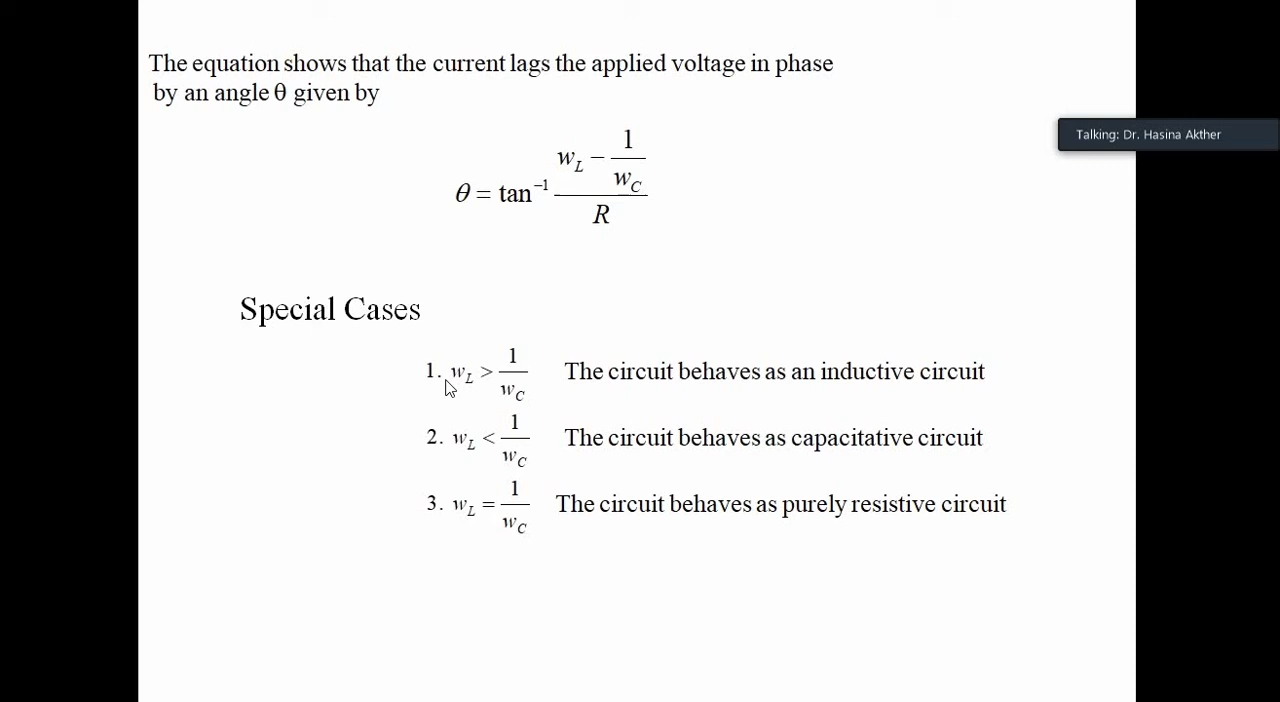 The equation shows that the current lags the applied voltage in phase
by an angle θ given by
Talking: Dr. Hasina Akther
θ = tan⁻¹ (w_L − 1/w_C)/R
Special Cases
1. w_L > 1/w_C The circuit behaves as an inductive circuit
2. w_L < 1/w_C The circuit behaves as capacitative circuit
3. w_L = 1/w_C The circuit behaves as purely resistive circuit